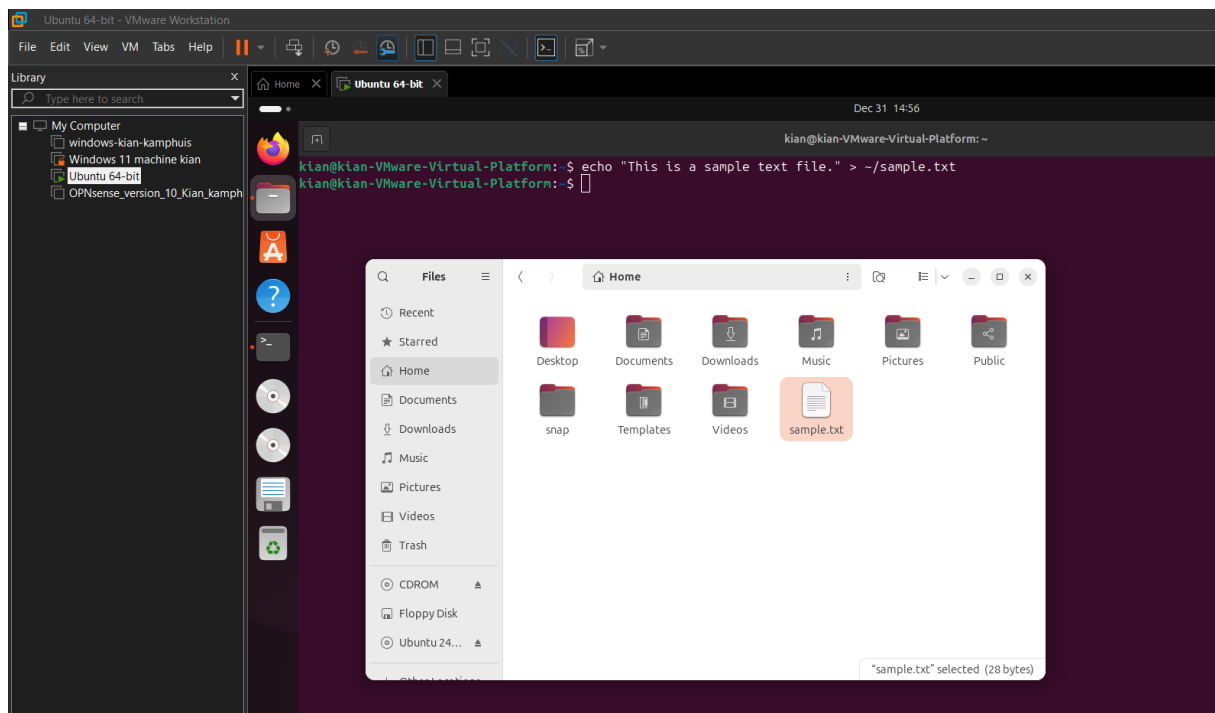 Ubuntu 64-bit - VMware Workstation
File Edit View VM Tabs Help
Library X
Type here to search
My Computer
windows-kian-kamphuis
Windows 11 machine kian
Ubuntu 64-bit
OPNsense_version_10_Kian_kamph
Home Ubuntu 64-bit
Dec 31 14:56
kian@kian-VMware-Virtual-Platform: ~
kian@kian-VMware-Virtual-Platform:~$ echo "This is a sample text file." > ~/sample.txt
kian@kian-VMware-Virtual-Platform:~$
Files
Home
Recent
Starred
Home
Documents
Downloads
Music
Pictures
Videos
Trash
CDROM
Floppy Disk
Ubuntu 24...
Desktop Documents Downloads Music Pictures Public
snap Templates Videos sample.txt
"sample.txt" selected (28 bytes)